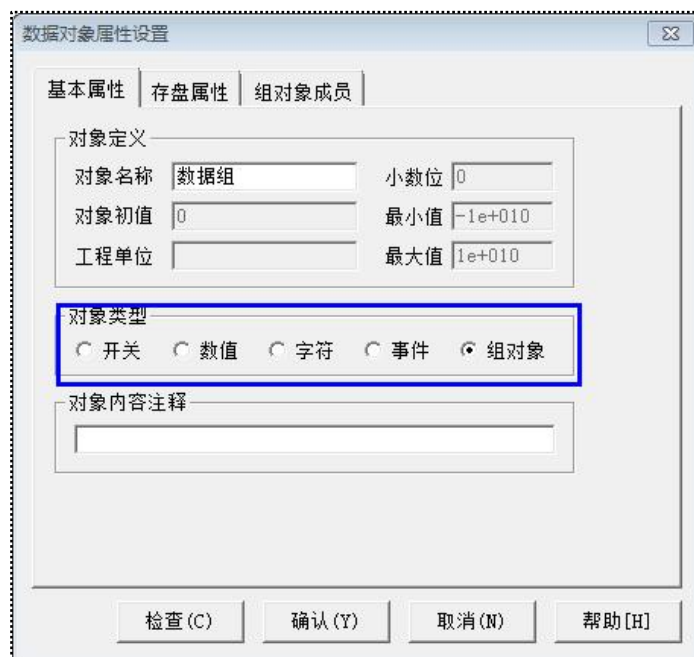 数据对象属性设置
基本属性 存盘属性 组对象成员
对象定义
对象名称 数据组 小数位 0
对象初值 0 最小值 -1e+010
工程单位 最大值 1e+010
对象类型
开关 数值 字符 事件 组对象
对象内容注释
检查(C) 确认(Y) 取消(N) 帮助[H]